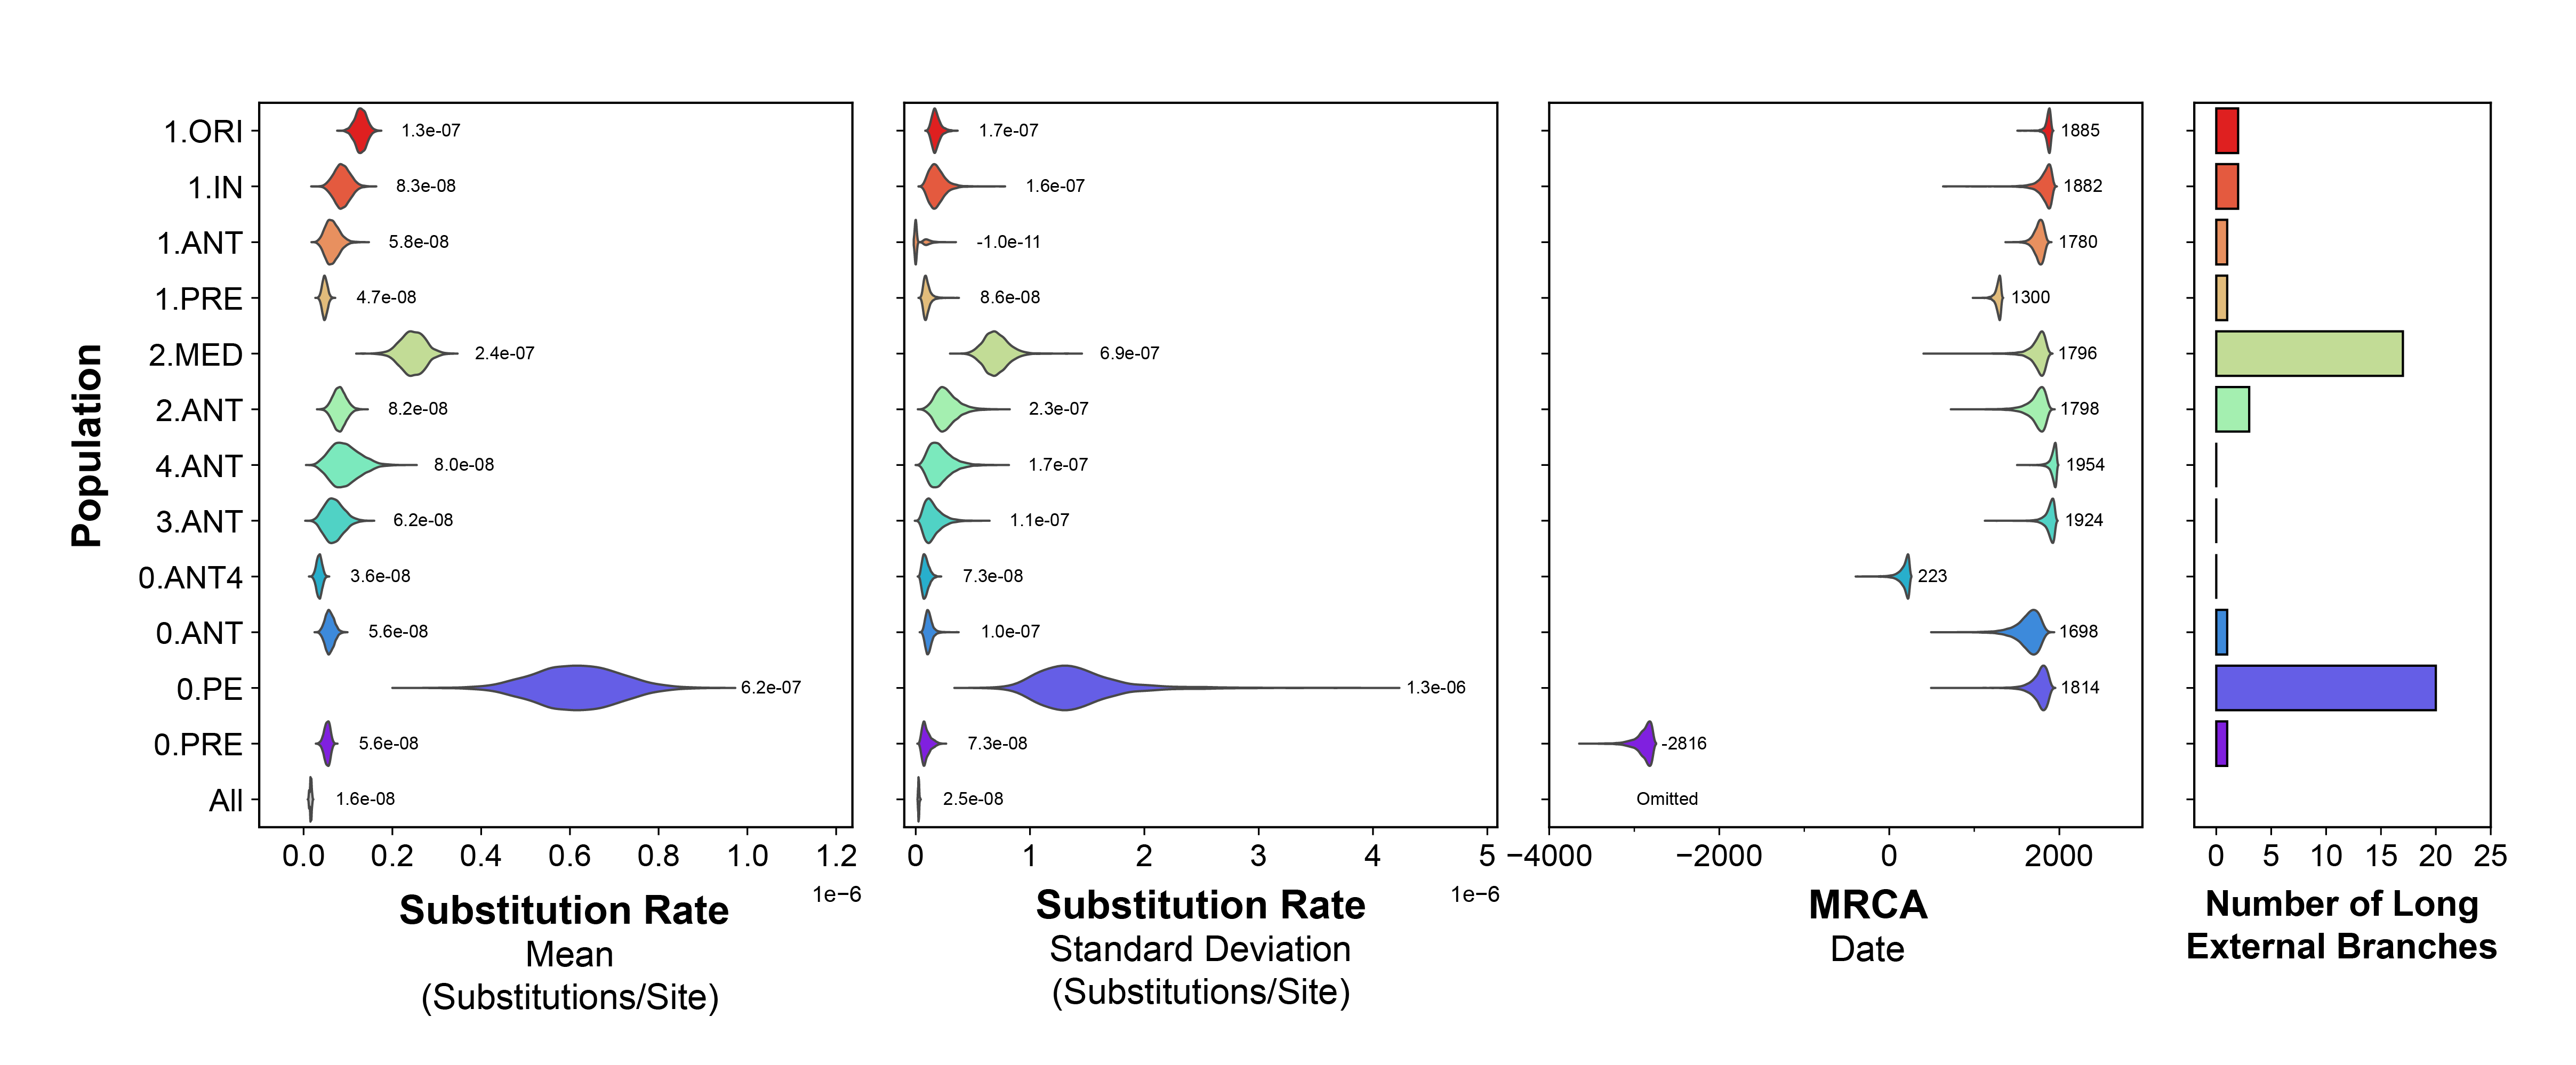 Population
1.ORI 1.3e-07 1.7e-07 1885
1.IN 8.3e-08 1.6e-07 1882
1.ANT 5.8e-08 -1.0e-11 1780
1.PRE 4.7e-08 8.6e-08 1300
2.MED 2.4e-07 6.9e-07 1796
2.ANT 8.2e-08 2.3e-07 1798
4.ANT 8.0e-08 1.7e-07 1954
3.ANT 6.2e-08 1.1e-07 1924
0.ANT4 3.6e-08 7.3e-08 223
0.ANT 5.6e-08 1.0e-07 1698
0.PE 6.2e-07 1.3e-06 1814
0.PRE 5.6e-08 7.3e-08 -2816
All 1.6e-08 2.5e-08 Omitted
0.0 0.2 0.4 0.6 0.8 1.0 1.2
1e−6
Substitution Rate
Mean
(Substitutions/Site)
0 1 2 3 4 5
1e−6
Substitution Rate
Standard Deviation
(Substitutions/Site)
−4000 −2000 0 2000
MRCA
Date
0 5 10 15 20 25
Number of Long
External Branches